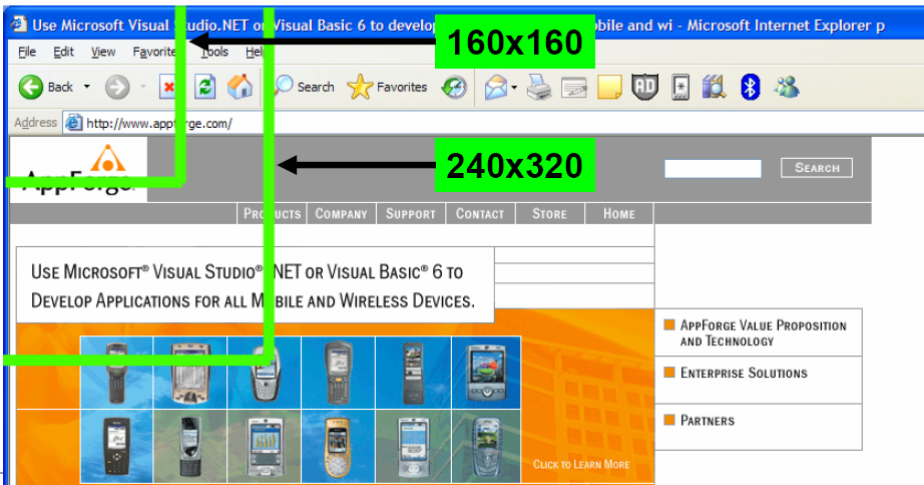 Use Microsoft Visual Studio.NET or Visual Basic 6 to develop bile and wi - Microsoft Internet Explorer p
160x160
File Edit View Favorites Tools Help
Back Search Favorites
Address http://www.appforge.com/
240x320
AppForge
SEARCH
PRODUCTS COMPANY SUPPORT CONTACT STORE HOME
USE MICROSOFT® VISUAL STUDIO® .NET OR VISUAL BASIC® 6 TO
DEVELOP APPLICATIONS FOR ALL MOBILE AND WIRELESS DEVICES.
APPFORGE VALUE PROPOSITION
AND TECHNOLOGY
ENTERPRISE SOLUTIONS
PARTNERS
CLICK TO LEARN MORE